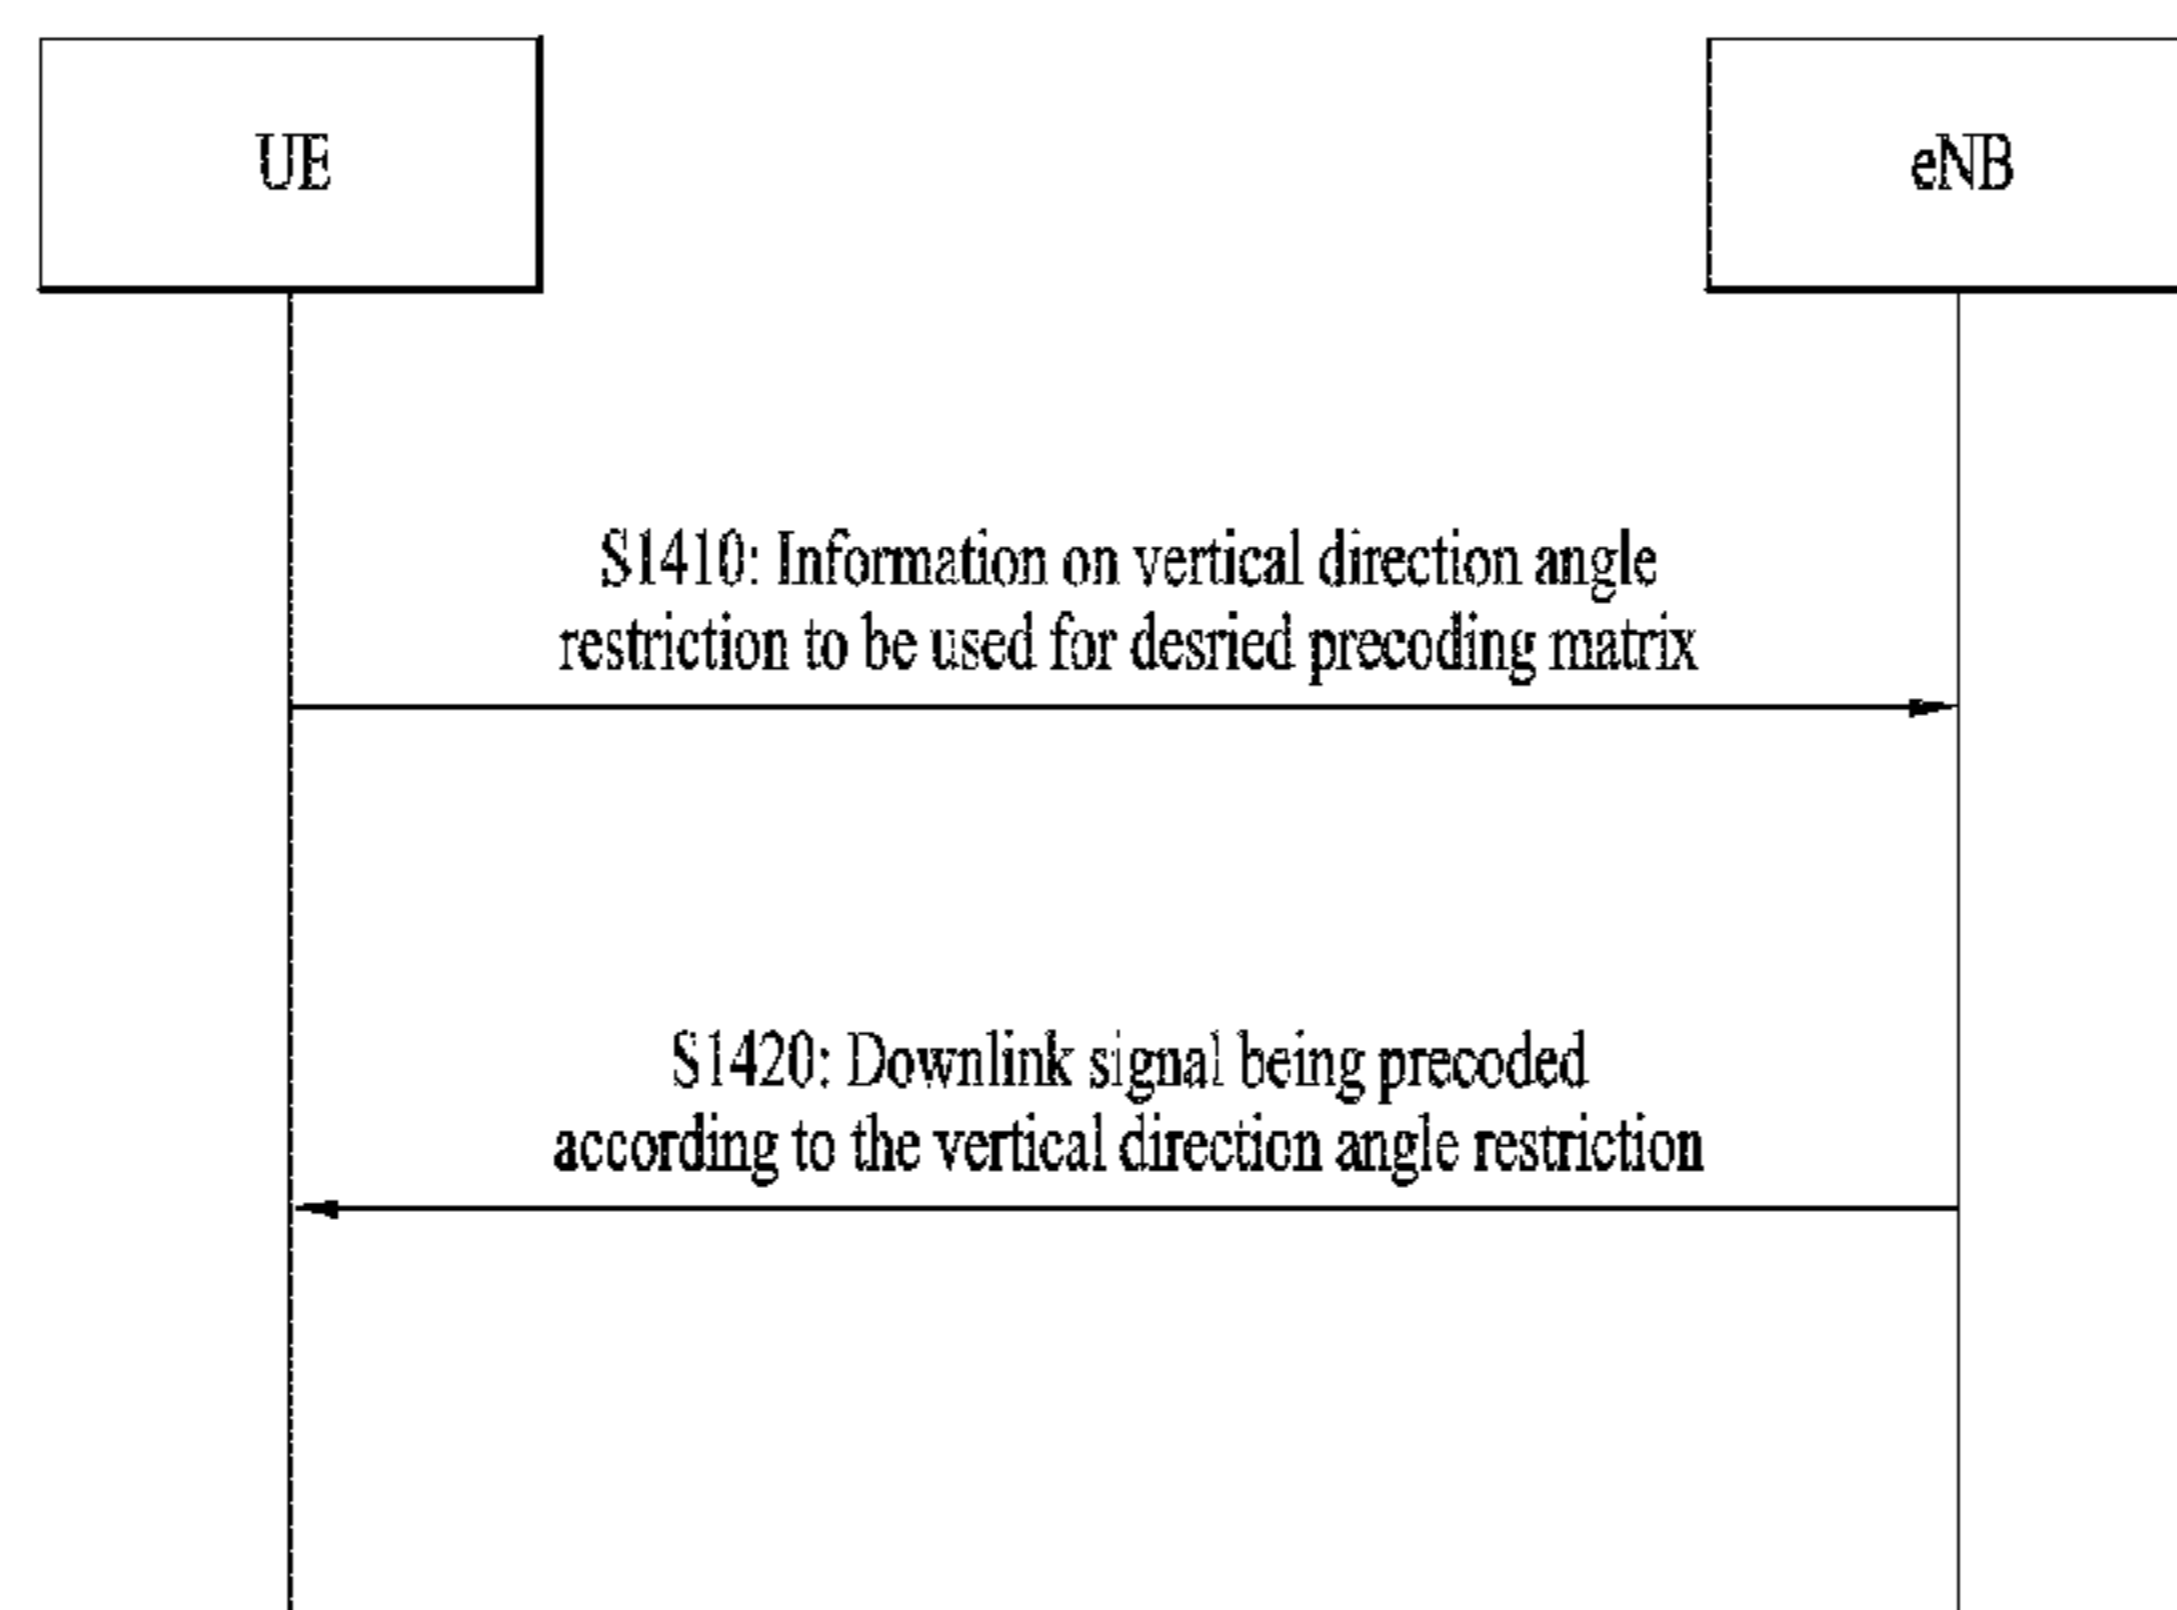 UE
eNB
S1410: Information on vertical direction angle
restriction to be used for desried precoding matrix
S1420: Downlink signal being precoded
according to the vertical direction angle restriction